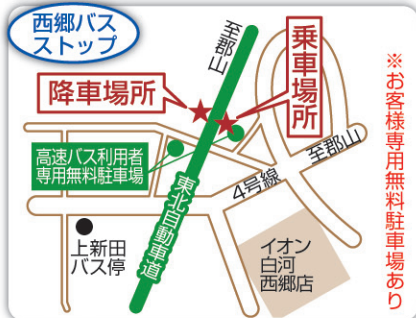 西郷バス
ストップ
至郡山
乗車場所
降車場所
※お客様専用無料駐車場あり
高速バス利用者
専用無料駐車場
至郡山
4号線
東北自動車道
上新田
バス停
イオン
白河
西郷店